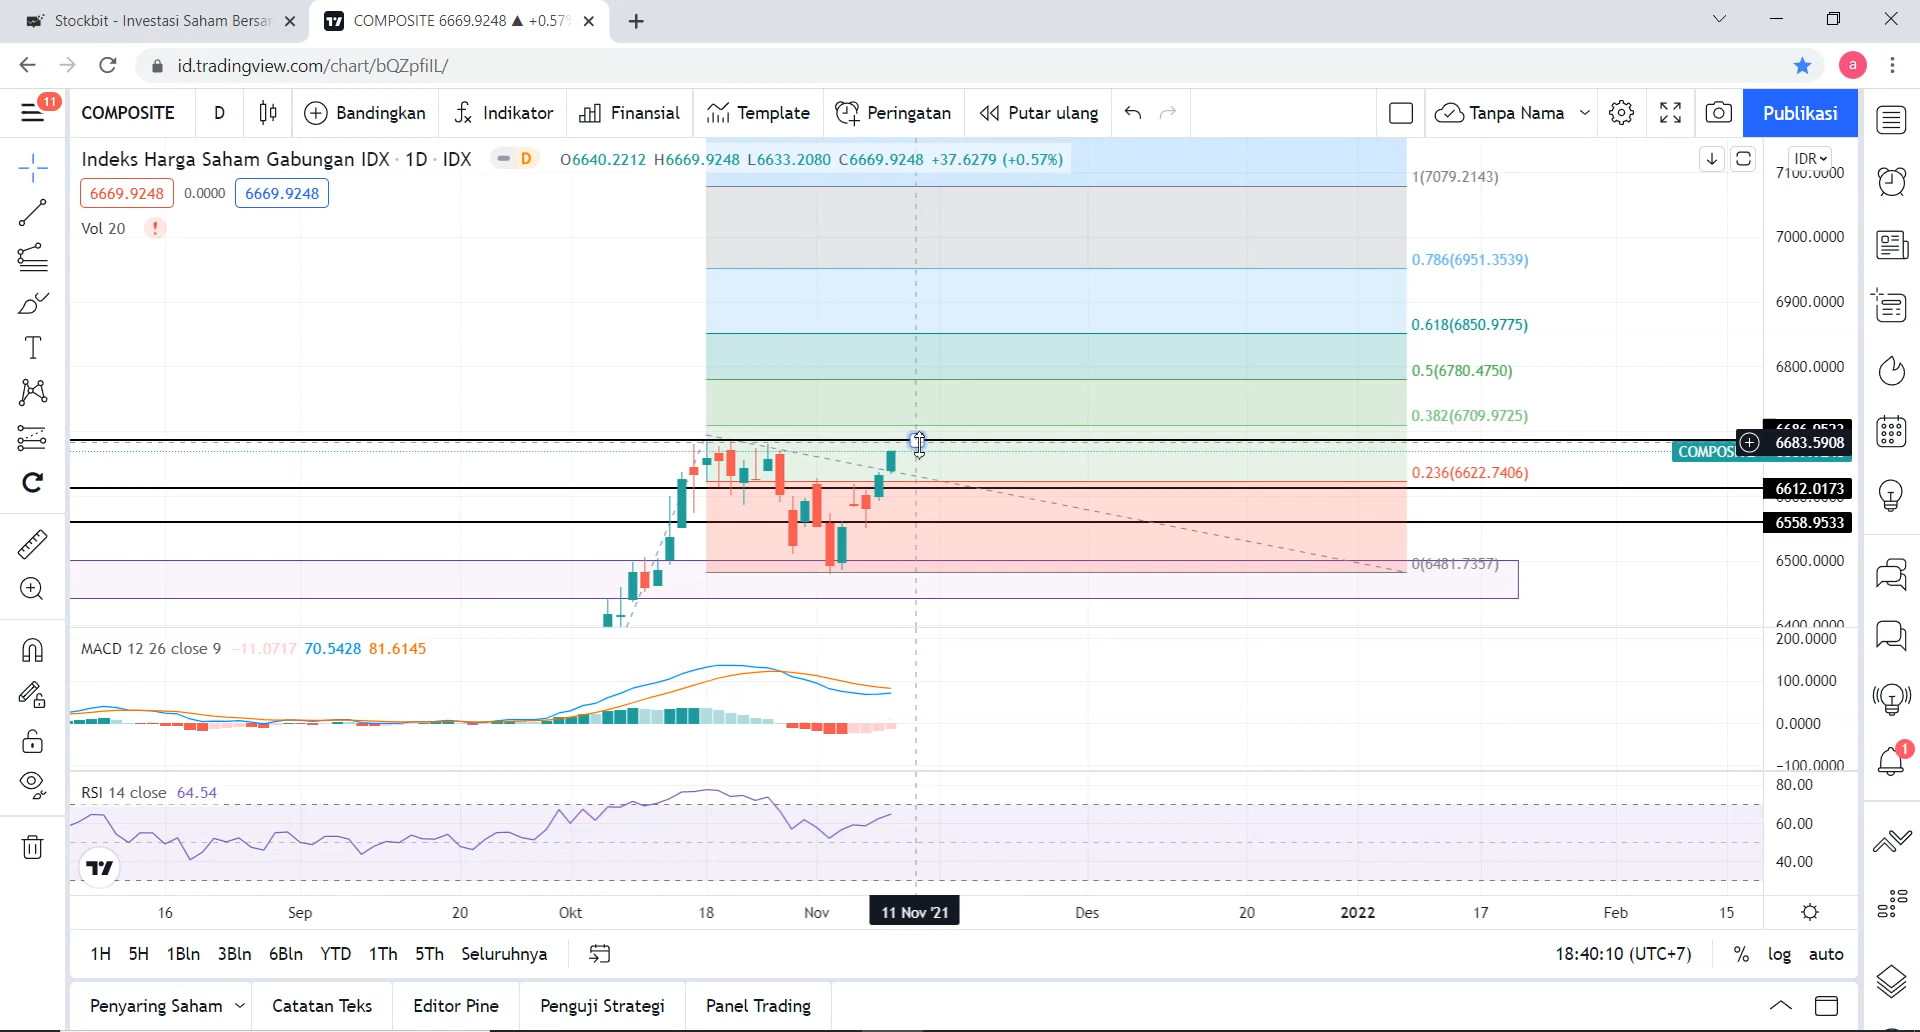 Stockbit - Investasi Saham Bersa
COMPOSITE 6669.9248 ▲ +0.57%
id.tradingview.com/chart/bQZpfilL/
a
11
COMPOSITE
D
Bandingkan
Indikator
Finansial
Template
Peringatan
Putar ulang
Tanpa Nama
Publikasi
Indeks Harga Saham Gabungan IDX · 1D · IDX
D
O6640.2212 H6669.9248 L6633.2080 C6669.9248 +37.6279 (+0.57%)
6669.9248
0.0000
6669.9248
Vol 20
!
IDR
7100.0000
7000.0000
6900.0000
6800.0000
6683.5908
COMPOSI
6612.0173
6558.9533
6500.0000
6400.0000
1(7079.2143)
0.786(6951.3539)
0.618(6850.9775)
0.5(6780.4750)
0.382(6709.9725)
0.236(6622.7406)
0(6481.7357)
MACD 12 26 close 9 −11.0717 70.5428 81.6145
200.0000
100.0000
0.0000
−100.0000
RSI 14 close 64.54
80.00
60.00
40.00
16
Sep
20
Okt
18
Nov
11 Nov '21
Des
20
2022
17
Feb
15
1H 5H 1Bln 3Bln 6Bln YTD 1Th 5Th Seluruhnya
18:40:10 (UTC+7)
%
log
auto
Penyaring Saham
Catatan Teks
Editor Pine
Penguji Strategi
Panel Trading
1